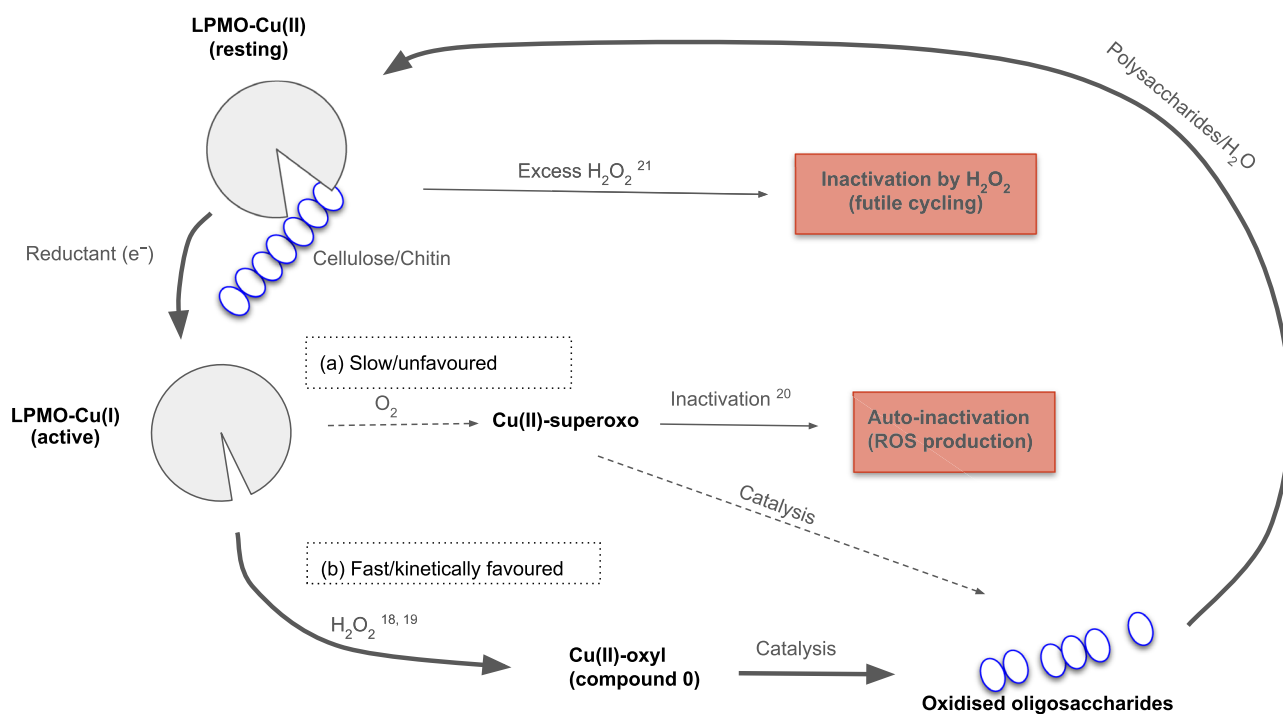 LPMO-Cu(II)
(resting)
Polysaccharides/H₂O
Excess H₂O₂ ²¹
Inactivation by H₂O₂
(futile cycling)
Reductant (e⁻)
Cellulose/Chitin
(a) Slow/unfavoured
LPMO-Cu(I)
(active)
O₂
Cu(II)-superoxo
Inactivation ²⁰
Auto-inactivation
(ROS production)
Catalysis
(b) Fast/kinetically favoured
H₂O₂ ¹⁸, ¹⁹
Cu(II)-oxyl
(compound 0)
Catalysis
Oxidised oligosaccharides